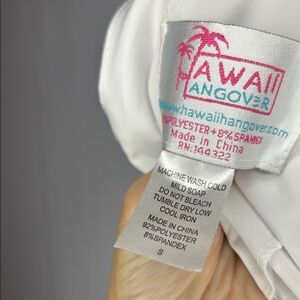 HAWAII
HANGOVER
www.hawaiihangover.com
92%POLYESTER+8%SPANDEX
Made in China
RN:144322
MACHINE WASH COLD
MILD SOAP
DO NOT BLEACH
TUMBLE DRY LOW
COOL IRON
MADE IN CHINA
92%POLYESTER
8%SPANDEX
S